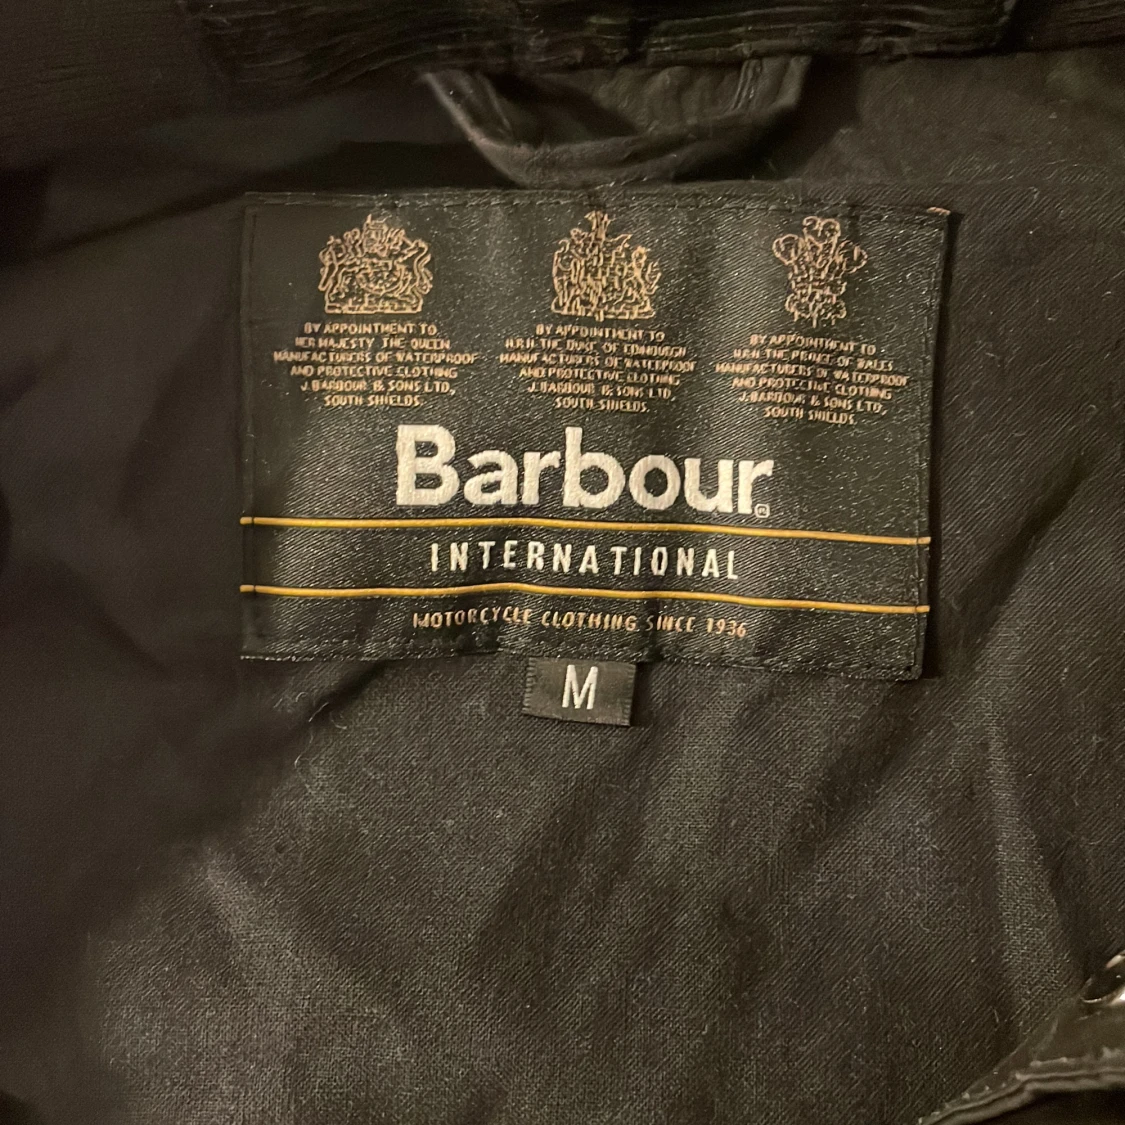 BY APPOINTMENT TO
HER MAJESTY THE QUEEN
MANUFACTURERS OF WATERPROOF
AND PROTECTIVE CLOTHING
J. BARBOUR & SONS LTD,
SOUTH SHIELDS.
BY APPOINTMENT TO
H.R.H. THE DUKE OF EDINBURGH
MANUFACTURERS OF WATERPROOF
AND PROTECTIVE CLOTHING
J. BARBOUR & SONS LTD,
SOUTH SHIELDS.
BY APPOINTMENT TO
H.R.H. THE PRINCE OF WALES
MANUFACTURERS OF WATERPROOF
AND PROTECTIVE CLOTHING
J. BARBOUR & SONS LTD,
SOUTH SHIELDS.
Barbour®
INTERNATIONAL
MOTORCYCLE CLOTHING SINCE 1936
M